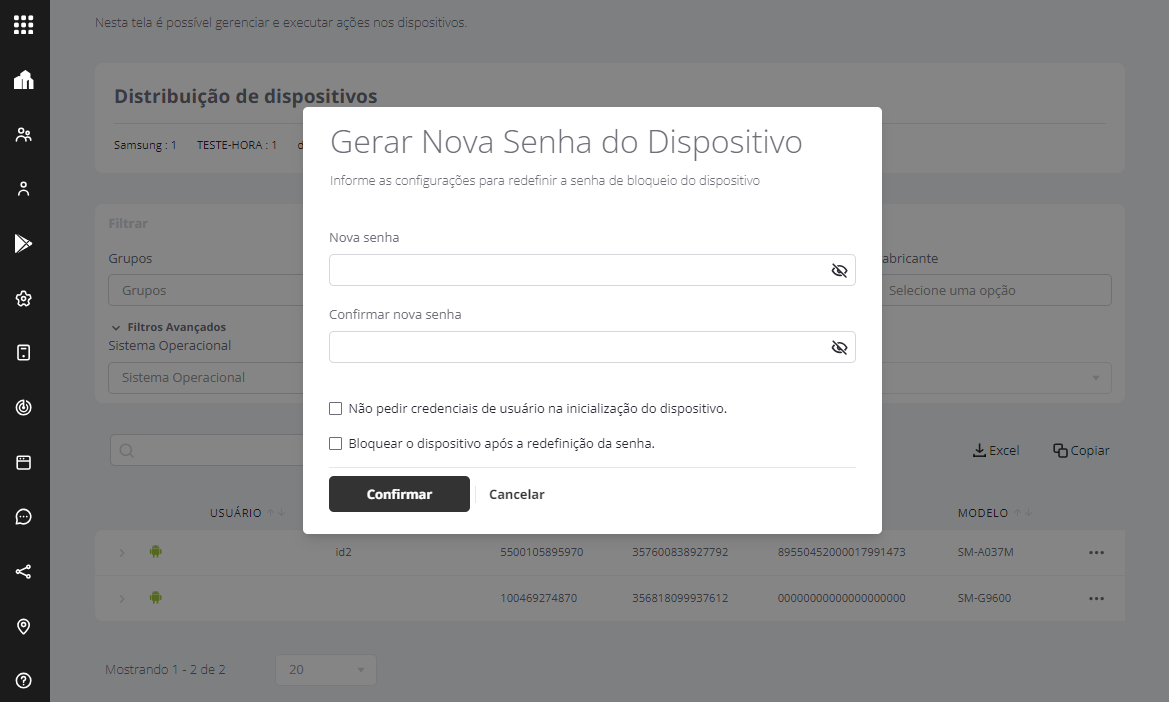 Nesta tela é possível gerenciar e executar ações nos dispositivos.
Distribuição de dispositivos
Samsung : 1 TESTE-HORA : 1 d
Gerar Nova Senha do Dispositivo
Informe as configurações para redefinir a senha de bloqueio do dispositivo
Nova senha
Confirmar nova senha
Não pedir credenciais de usuário na inicialização do dispositivo.
Bloquear o dispositivo após a redefinição da senha.
Confirmar Cancelar
Filtrar
Grupos abricante
Grupos Selecione uma opção
Filtros Avançados
Sistema Operacional
Sistema Operacional
Excel Copiar
USUÁRIO MODELO
id2 5500105895970 357600838927792 89550452000017991473 SM-A037M
100469274870 356818099937612 00000000000000000000 SM-G9600
Mostrando 1 - 2 de 2 20